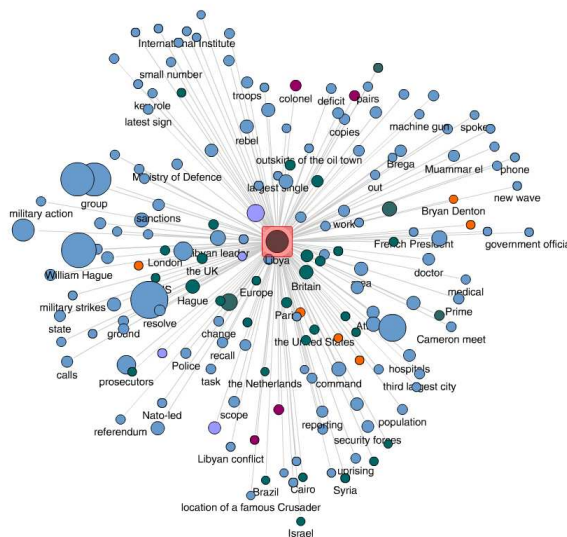 International Institute
small number
key role
troops
colonel
deficit
pairs
latest sign
copies
machine gun
spoke
rebel
outskirts of the oil town
Brega
Muammar el
phone
Ministry of Defence
largest single
out
new wave
group
military action
sanctions
work
Bryan Denton
Libyan leader
French President
government official
William Hague
London
the UK
Libya
doctor
US
Hague
Europe
Britain
medical
military strikes
Paris
Prime
state
ground
resolve
change
the United States
Cameron meet
calls
prosecutors
Police
recall
task
the Netherlands
command
hospitals
third largest city
referendum
Nato-led
scope
reporting
population
security forces
Libyan conflict
uprising
Brazil
Cairo
Syria
location of a famous Crusader
Israel